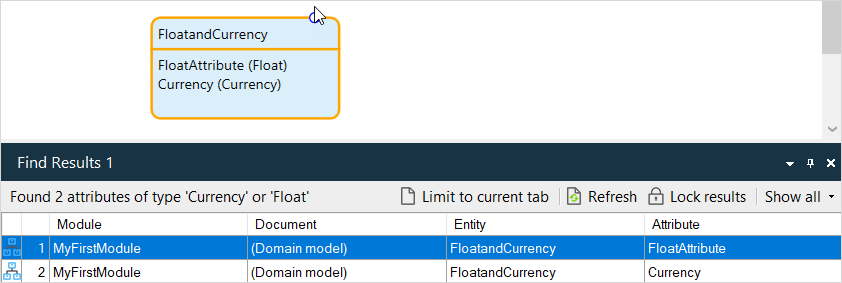 FloatandCurrency
FloatAttribute (Float)
Currency (Currency)
Find Results 1
Found 2 attributes of type 'Currency' or 'Float' Limit to current tab Refresh Lock results Show all
Module Document Entity Attribute
1 MyFirstModule (Domain model) FloatandCurrency FloatAttribute
2 MyFirstModule (Domain model) FloatandCurrency Currency